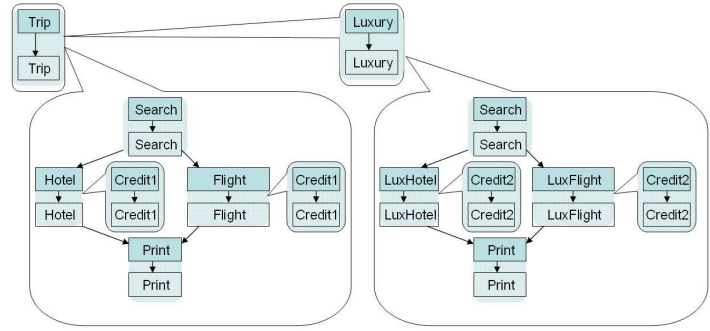 Trip
Trip
Luxury
Luxury
Search
Search
Hotel
Credit1
Flight
Credit1
Hotel
Credit1
Flight
Credit1
Print
Print
Search
Search
LuxHotel
Credit2
LuxFlight
Credit2
LuxHotel
Credit2
LuxFlight
Credit2
Print
Print